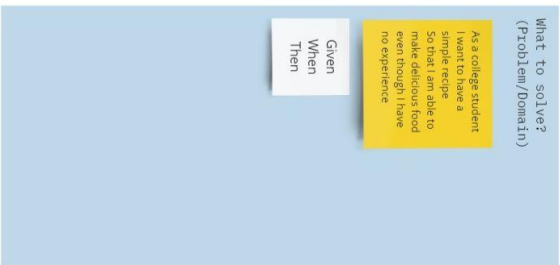 What to solve?
(Problem/Domain)
As a college student
I want to have a
simple recipe
So that I am able to
make delicious food
even though I have
no experience
Given
When
Then